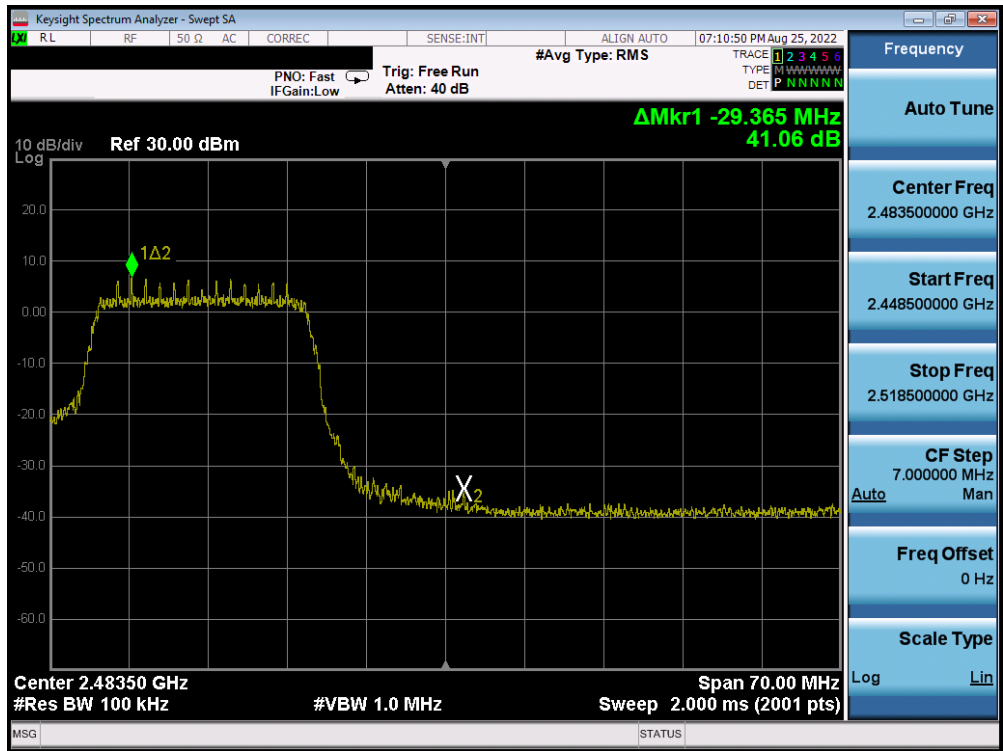 Keysight Spectrum Analyzer - Swept SA
LXI RL RF 50 Ω AC CORREC SENSE:INT ALIGN AUTO 07:10:50 PM Aug 25, 2022
#Avg Type: RMS TRACE 1 2 3 4 5 6
PNO: Fast Trig: Free Run TYPE M WWWWW
IFGain:Low Atten: 40 dB DET P N N N N N
ΔMkr1 -29.365 MHz
10 dB/div Ref 30.00 dBm 41.06 dB
Log
20.0
10.0
1Δ2
0.00
-10.0
-20.0
-30.0
X2
-40.0
-50.0
-60.0
Center 2.48350 GHz Span 70.00 MHz
#Res BW 100 kHz #VBW 1.0 MHz Sweep 2.000 ms (2001 pts)
MSG STATUS
Frequency
Auto Tune
Center Freq
2.483500000 GHz
Start Freq
2.448500000 GHz
Stop Freq
2.518500000 GHz
CF Step
7.000000 MHz
Auto Man
Freq Offset
0 Hz
Scale Type
Log Lin